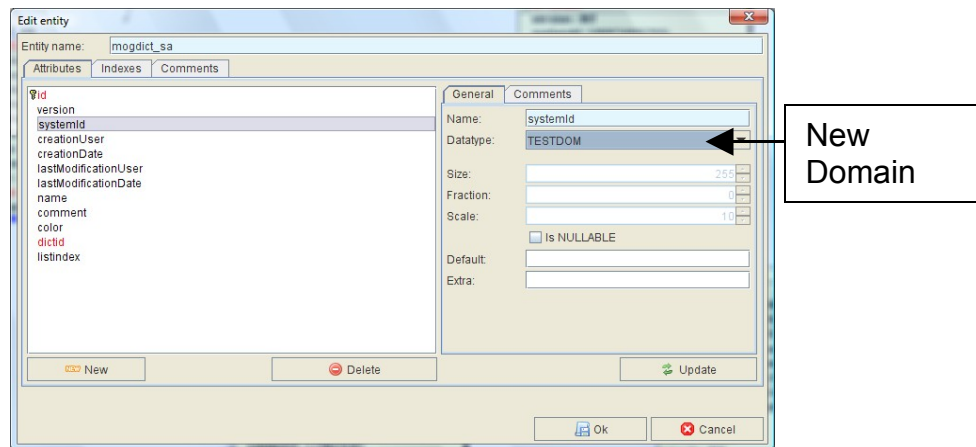 Edit entity
Entity name: mogdict_sa
Attributes Indexes Comments
id
version
systemId
creationUser
creationDate
lastModificationUser
lastModificationDate
name
comment
color
dictid
listindex
General Comments
Name: systemId
Datatype: TESTDOM
Size: 255
Fraction: 0
Scale: 10
Is NULLABLE
Default:
Extra:
New Delete Update
Ok Cancel
New
Domain